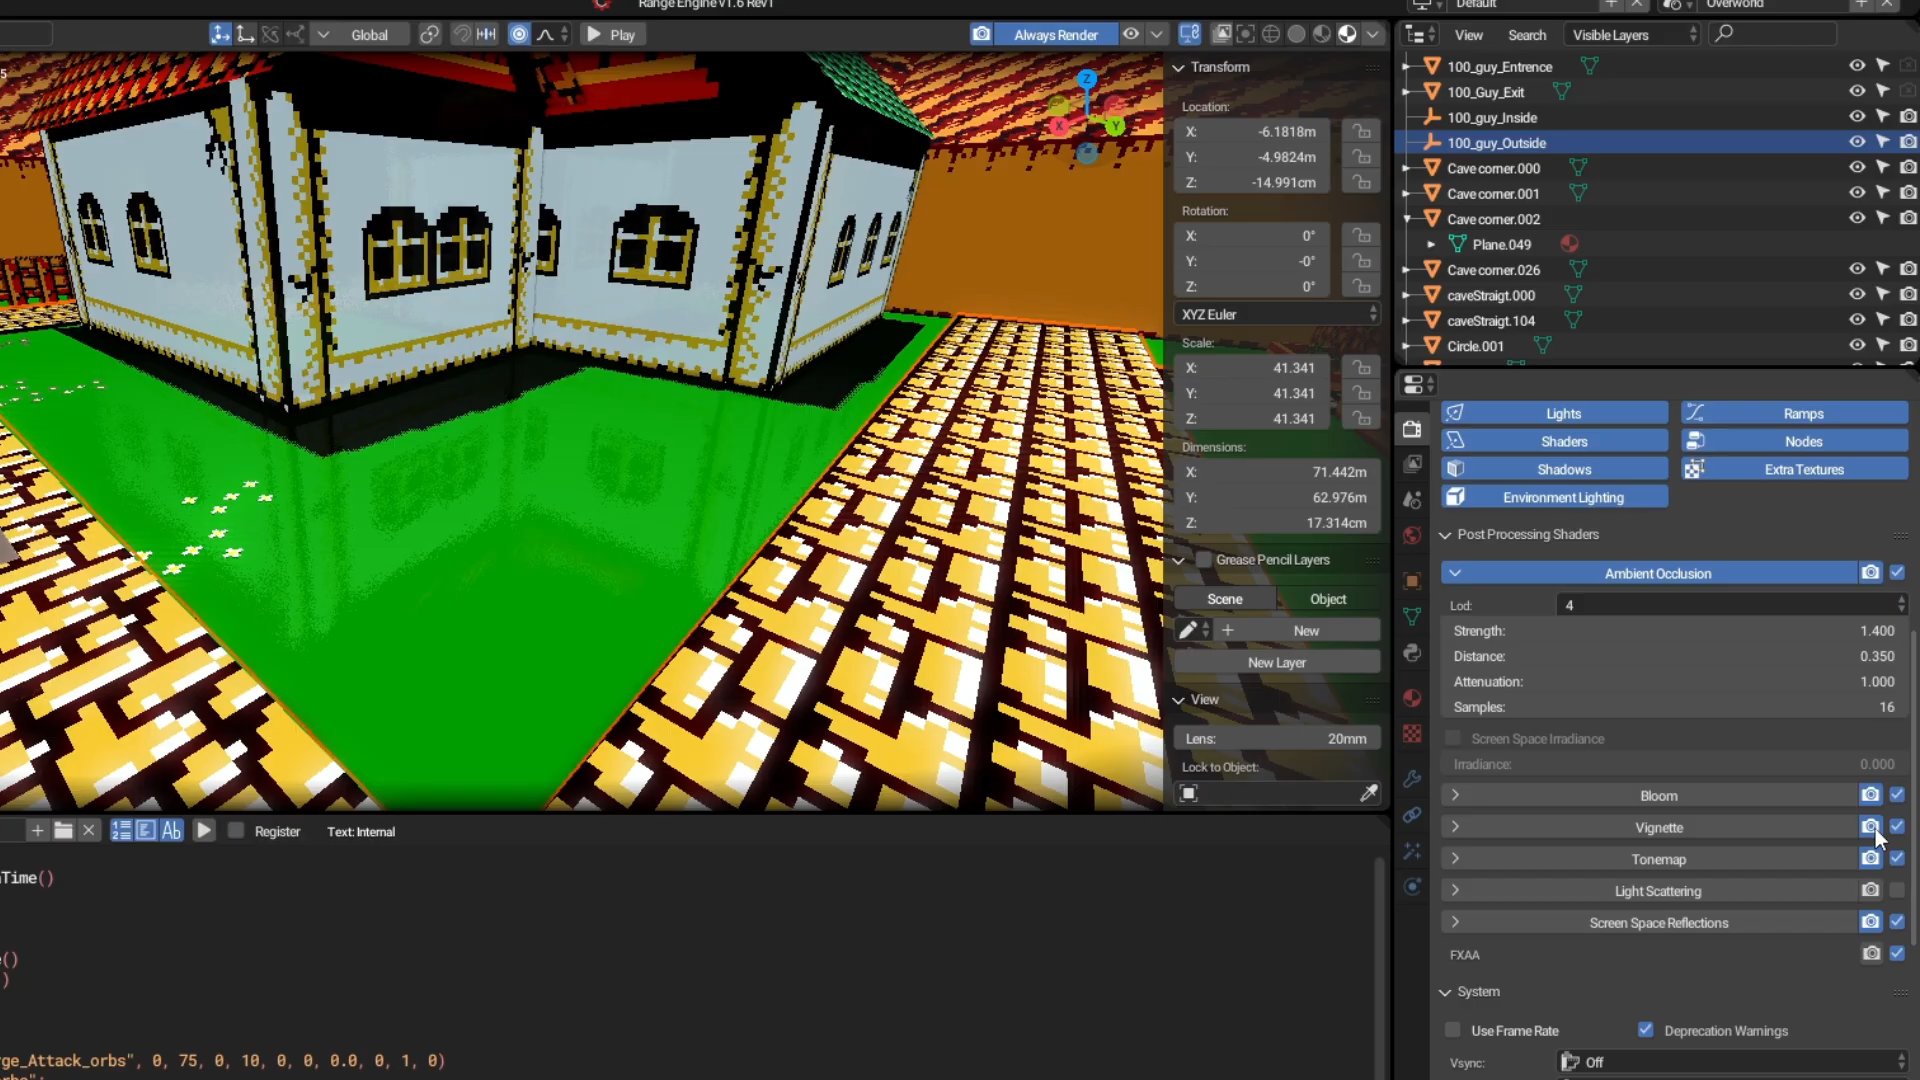 Range Engine v1.6 Rev1
Default
Overworld
Global
Play
Always Render
View
Search
Visible Layers
5
Transform
Location:
X: -6.1818m
Y: -4.9824m
Z: -14.991cm
Rotation:
X: 0°
Y: -0°
Z: 0°
XYZ Euler
Scale:
X: 41.341
Y: 41.341
Z: 41.341
Dimensions:
X: 71.442m
Y: 62.976m
Z: 17.314cm
Grease Pencil Layers
Scene
Object
New
New Layer
View
Lens: 20mm
Lock to Object:
Z
X
Y
100_guy_Entrence
100_Guy_Exit
100_guy_Inside
100_guy_Outside
Cave corner.000
Cave corner.001
Cave corner.002
Plane.049
Cave corner.026
caveStraigt.000
caveStraigt.104
Circle.001
Lights
Ramps
Shaders
Nodes
Shadows
Extra Textures
Environment Lighting
Post Processing Shaders
Ambient Occlusion
Lod: 4
Strength: 1.400
Distance: 0.350
Attenuation: 1.000
Samples: 16
Screen Space Irradiance
Irradiance: 0.000
Bloom
Vignette
Tonemap
Light Scattering
Screen Space Reflections
FXAA
System
Use Frame Rate
Deprecation Warnings
Vsync: Off
Ab
Register
Text: Internal
Time()
()
)
ge_Attack_orbs", 0, 75, 0, 10, 0, 0, 0.0, 0, 1, 0)